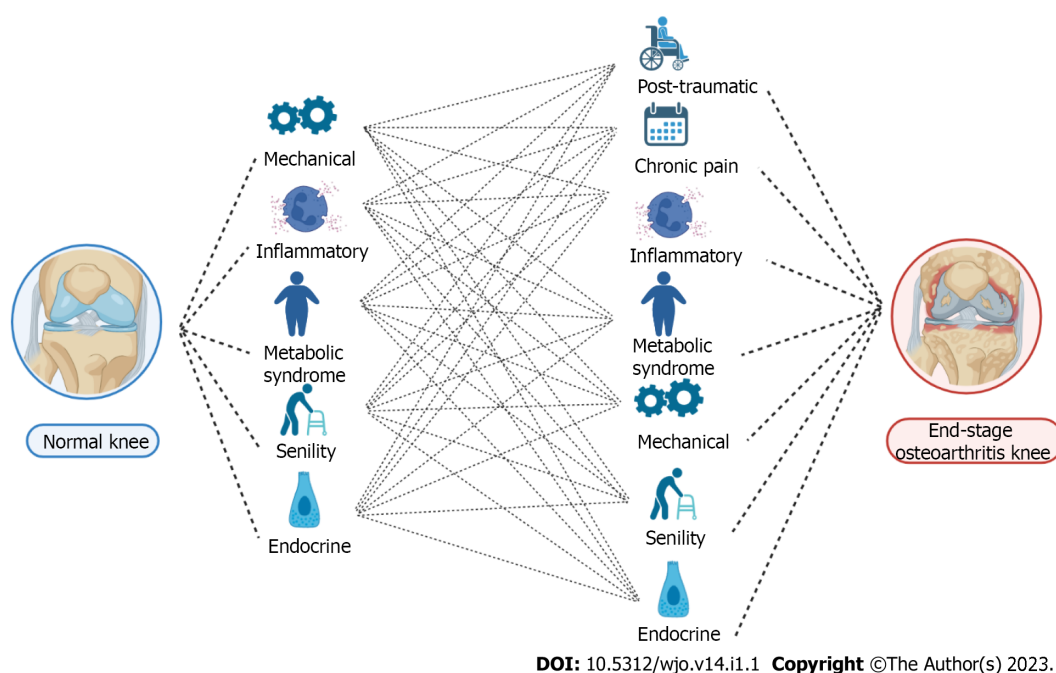 Normal knee
Mechanical
Inflammatory
Metabolic
syndrome
Senility
Endocrine
Post-traumatic
Chronic pain
Inflammatory
Metabolic
syndrome
Mechanical
Senility
Endocrine
End-stage
osteoarthritis knee
DOI: 10.5312/wjo.v14.i1.1 Copyright ©The Author(s) 2023.